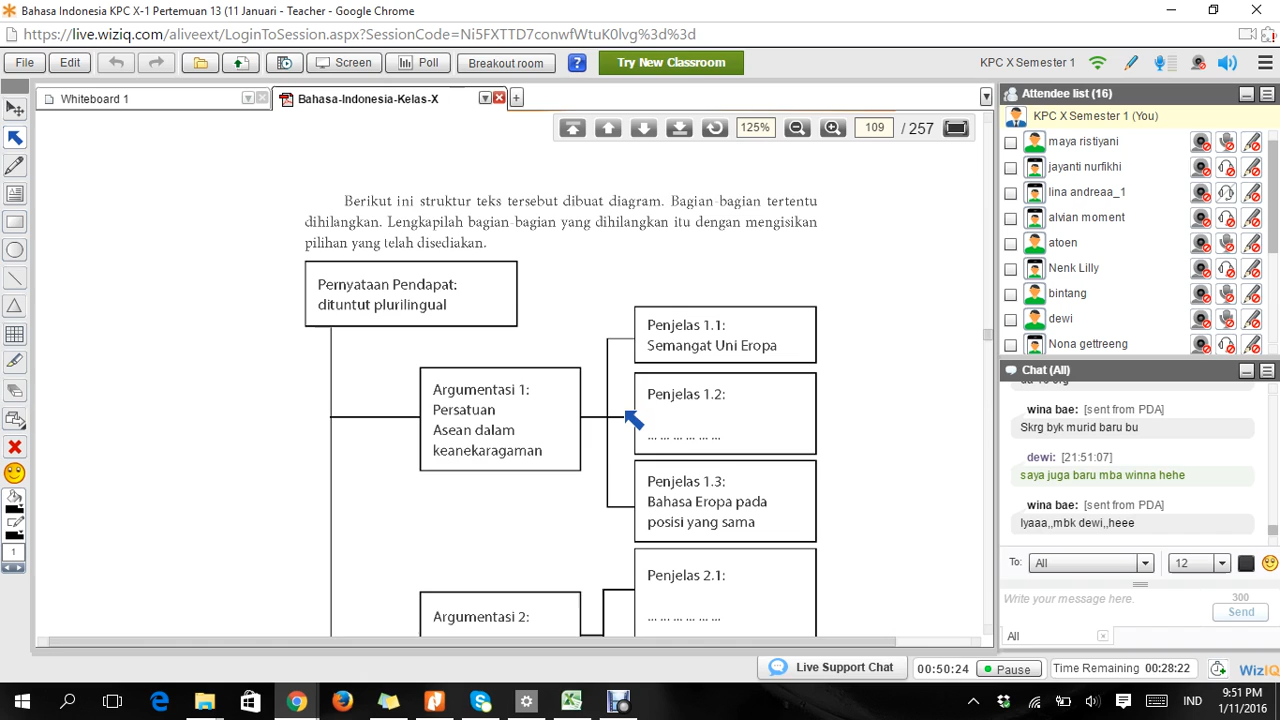 Bahasa Indonesia KPC X-1 Pertemuan 13 (11 Januari - Teacher - Google Chrome
https://live.wiziq.com/aliveext/LoginToSession.aspx?SessionCode=Ni5FXTTD7conwfWtuK0lvg%3d%3d
File Edit Screen Poll Breakout room ? Try New Classroom KPC X Semester 1
Whiteboard 1 Bahasa-Indonesia-Kelas-X
125% 109 / 257
Berikut ini struktur teks tersebut dibuat diagram. Bagian-bagian tertentu
dihilangkan. Lengkapilah bagian-bagian yang dihilangkan itu dengan mengisikan
pilihan yang telah disediakan.
Pernyataan Pendapat:
dituntut plurilingual
Argumentasi 1:
Persatuan
Asean dalam
keanekaragaman
Penjelas 1.1:
Semangat Uni Eropa
Penjelas 1.2:
... ... ... ... ... ...
Penjelas 1.3:
Bahasa Eropa pada
posisi yang sama
Argumentasi 2:
Penjelas 2.1:
... ... ... ... ... ...
1
Attendee list (16)
KPC X Semester 1 (You)
maya ristiyani
jayanti nurfikhi
lina andreaa_1
alvian moment
atoen
Nenk Lilly
bintang
dewi
Nona gettreeng
Chat (All)
wina bae: [sent from PDA]
Skrg byk murid baru bu
dewi: [21:51:07]
saya juga baru mba winna hehe
wina bae: [sent from PDA]
Iyaaa,,mbk dewi,,heee
To: All 12
Write your message here. 300
Send
All
Live Support Chat 00:50:24 Pause Time Remaining 00:28:22 WizIQ
IND 9:51 PM
1/11/2016